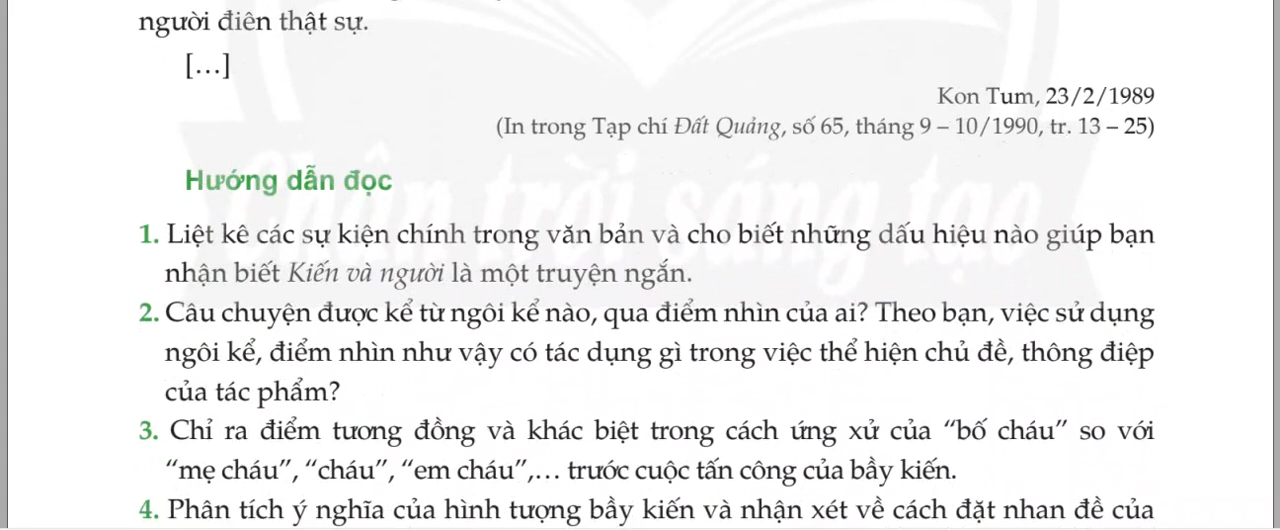 người điên thật sự.
[…]
Kon Tum, 23/2/1989
(In trong Tạp chí Đất Quảng, số 65, tháng 9 – 10/1990, tr. 13 – 25)
Hướng dẫn đọc
Chân trời sáng tạo
1. Liệt kê các sự kiện chính trong văn bản và cho biết những dấu hiệu nào giúp bạn
nhận biết Kiến và người là một truyện ngắn.
2. Câu chuyện được kể từ ngôi kể nào, qua điểm nhìn của ai? Theo bạn, việc sử dụng
ngôi kể, điểm nhìn như vậy có tác dụng gì trong việc thể hiện chủ đề, thông điệp
của tác phẩm?
3. Chỉ ra điểm tương đồng và khác biệt trong cách ứng xử của “bố cháu” so với
“mẹ cháu”, “cháu”, “em cháu”,… trước cuộc tấn công của bầy kiến.
4. Phân tích ý nghĩa của hình tượng bầy kiến và nhận xét về cách đặt nhan đề của